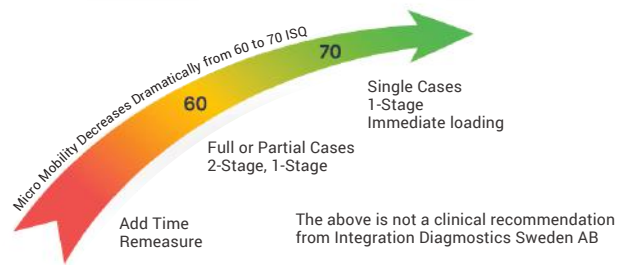 Micro Mobility Decreases Dramatically from 60 to 70 ISQ
70
60
Single Cases
1-Stage
Immediate loading
Full or Partial Cases
2-Stage, 1-Stage
Add Time
Remeasure
The above is not a clinical recommendation
from Integration Diagnostics Sweden AB